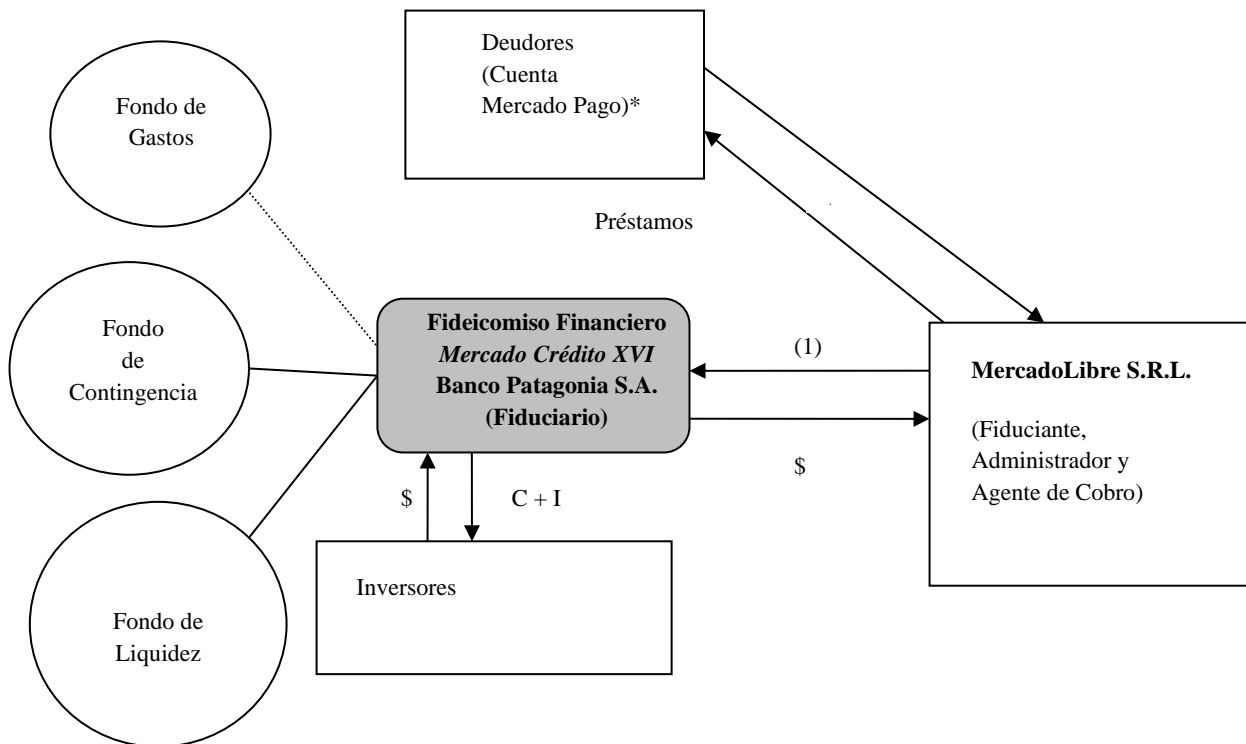 Deudores
(Cuenta
Mercado Pago)*
Fondo de
Gastos
Préstamos
Fondo
de
Contingencia
Fideicomiso Financiero
Mercado Crédito XVI
Banco Patagonia S.A.
(Fiduciario)
(1)
$
MercadoLibre S.R.L.
(Fiduciante,
Administrador y
Agente de Cobro)
$
C + I
Inversores
Fondo de
Liquidez